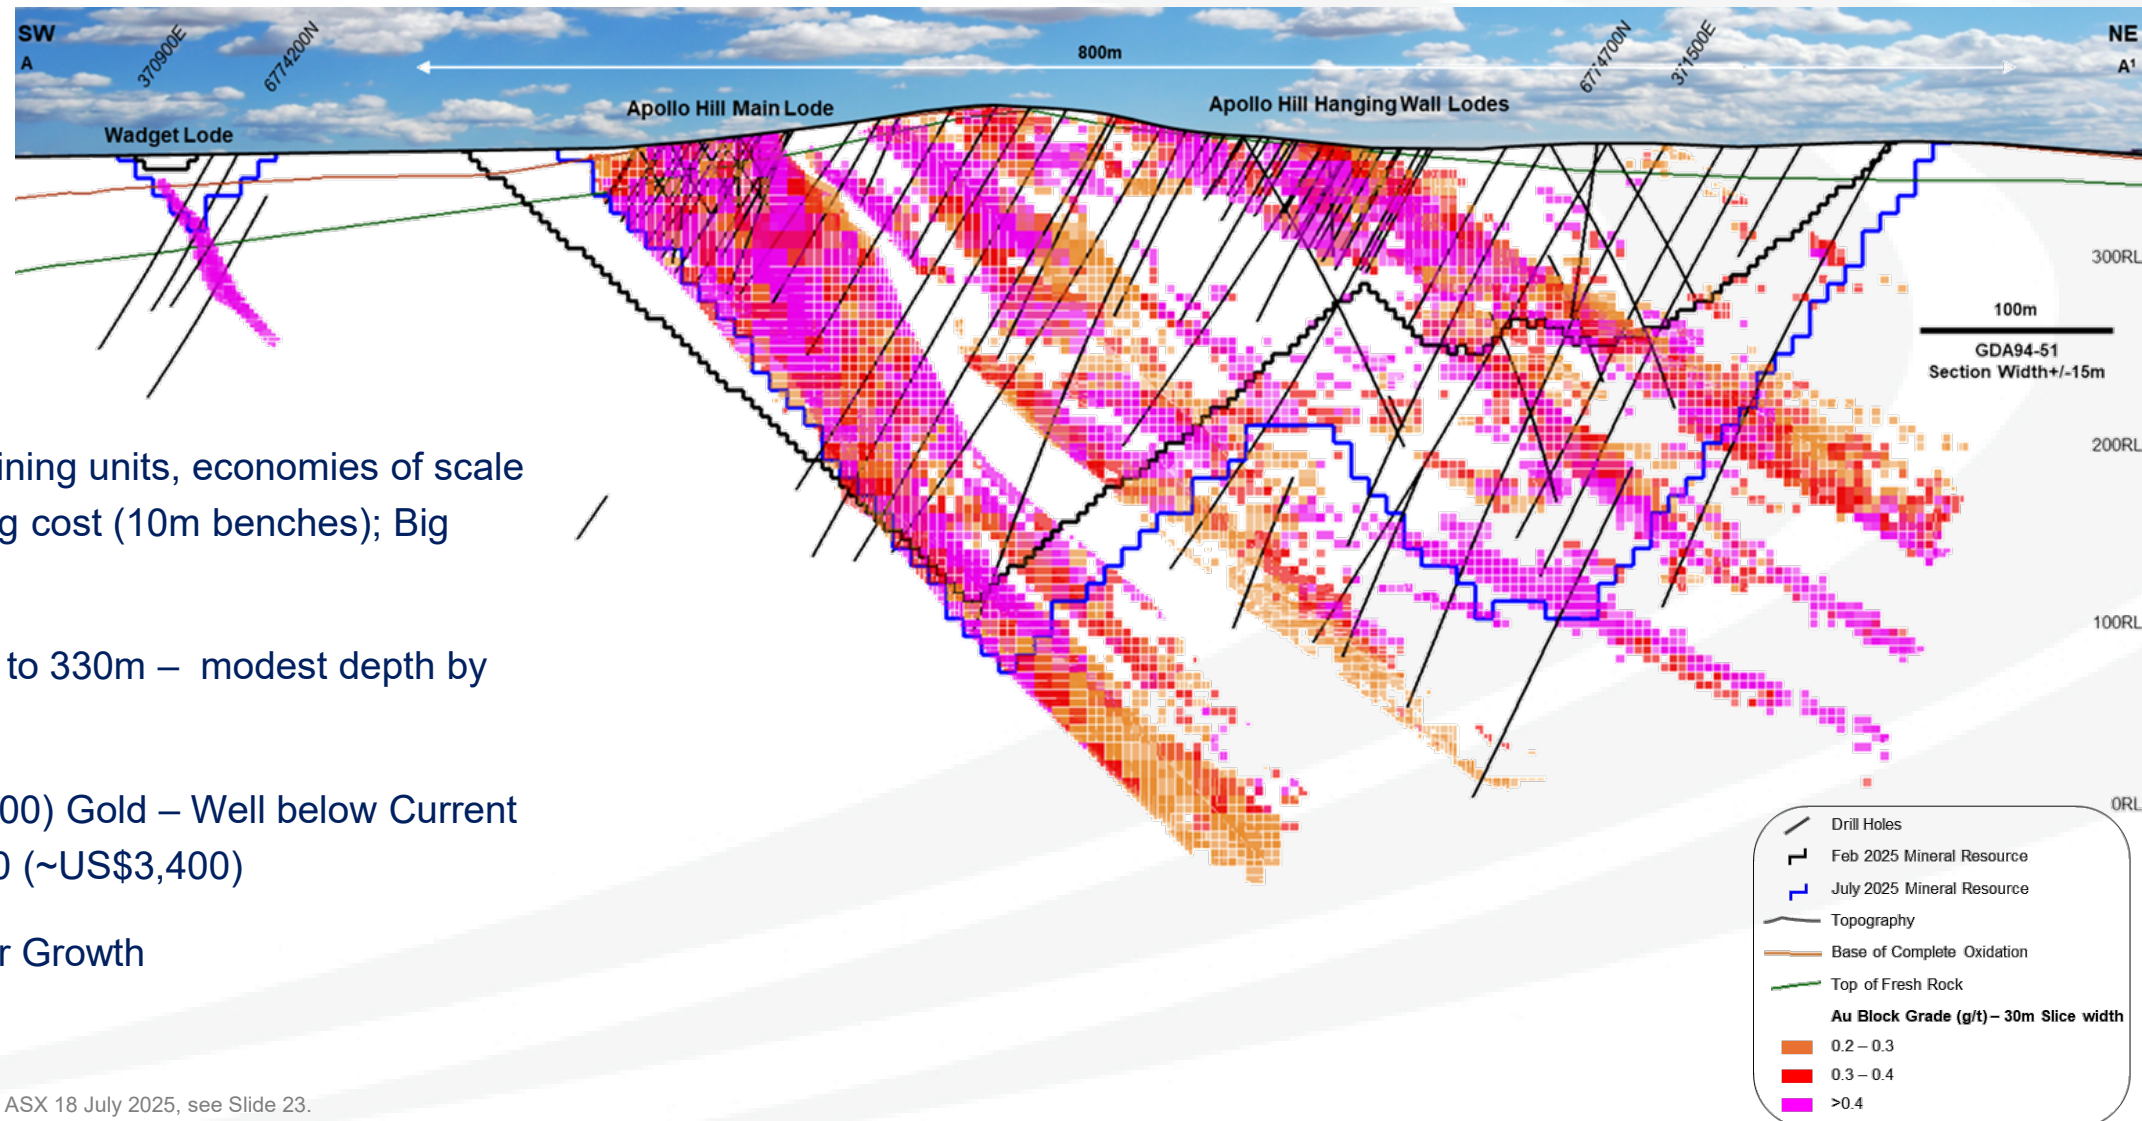 SW
A
370900E
6774200N
800m
6774700N
371500E
NE
A¹
Wadget Lode
Apollo Hill Main Lode
Apollo Hill Hanging Wall Lodes
300RL
100m
GDA94-51
Section Width+/-15m
200RL
100RL
0RL
ining units, economies of scale
g cost (10m benches); Big
to 330m – modest depth by
00) Gold – Well below Current
0 (~US$3,400)
r Growth
Drill Holes
Feb 2025 Mineral Resource
July 2025 Mineral Resource
Topography
Base of Complete Oxidation
Top of Fresh Rock
Au Block Grade (g/t) – 30m Slice width
0.2 – 0.3
0.3 – 0.4
>0.4
ASX 18 July 2025, see Slide 23.